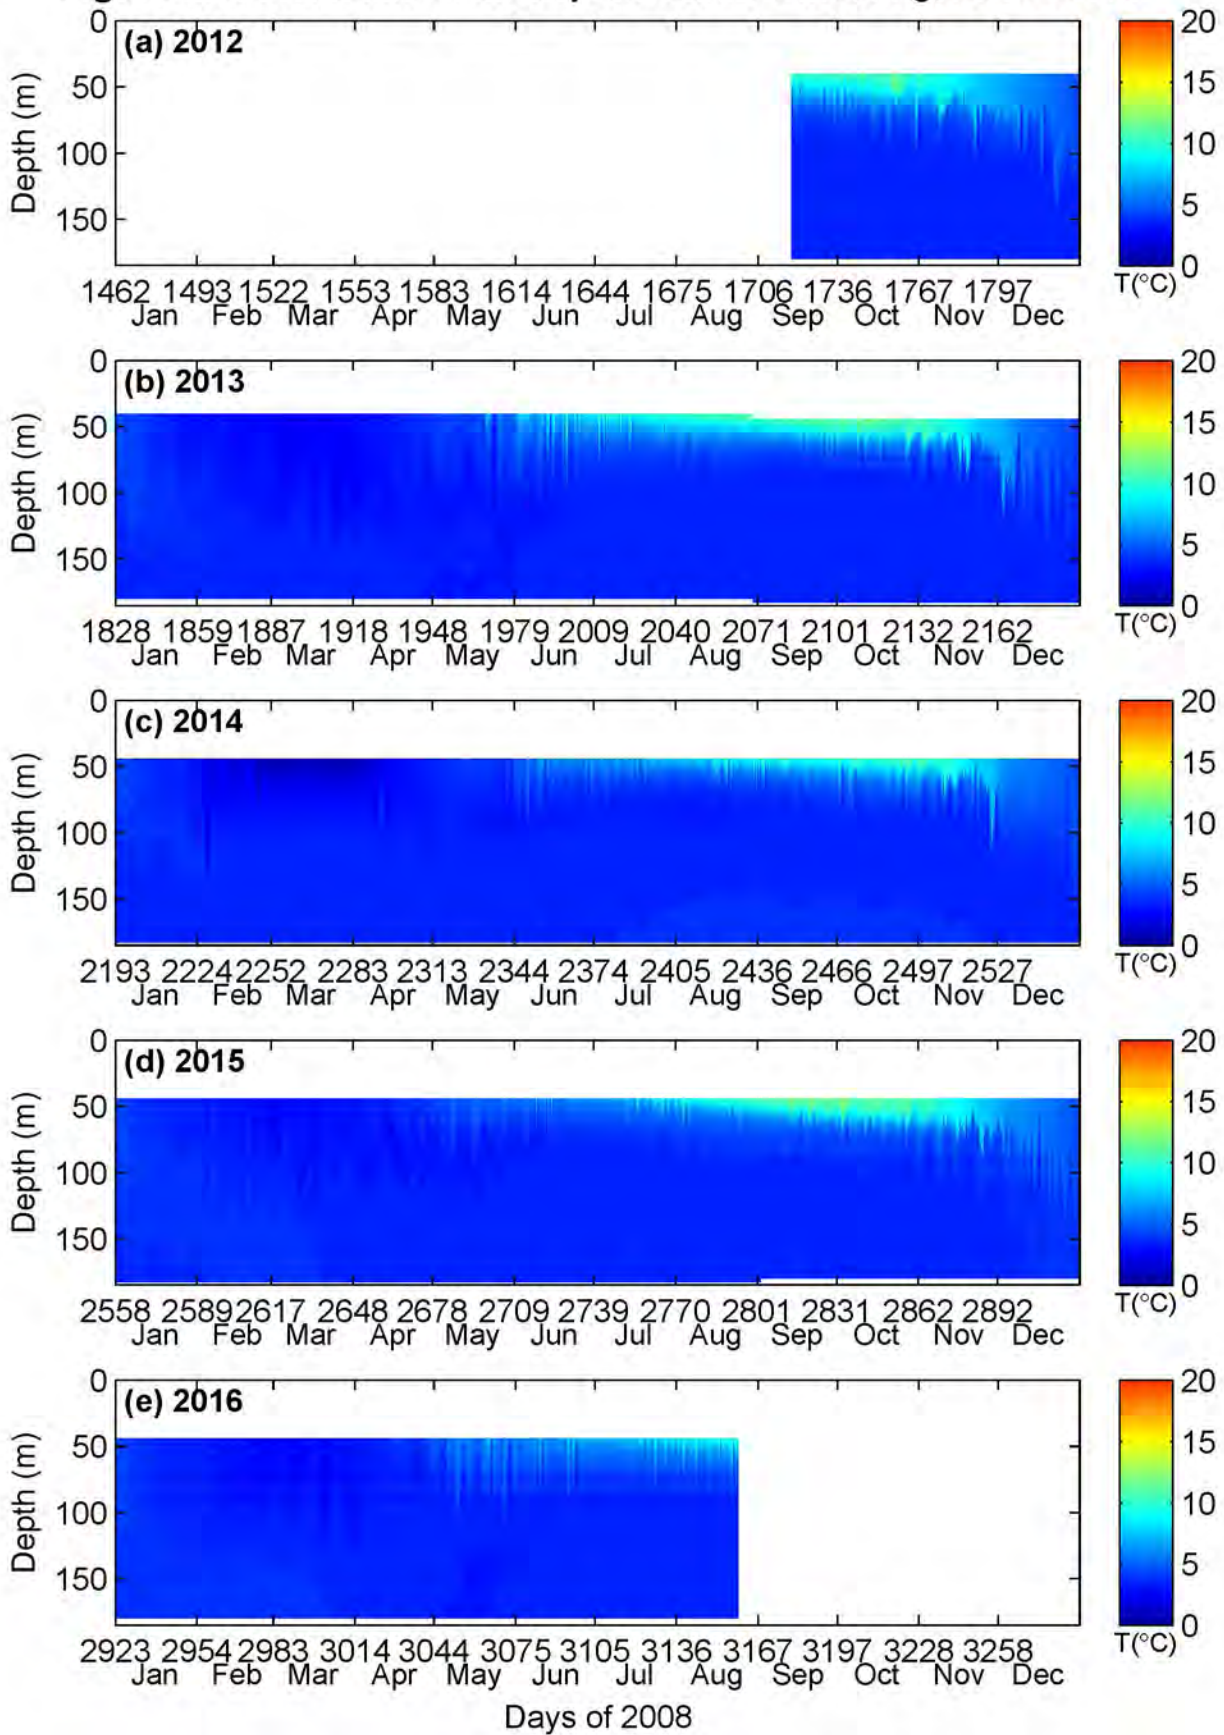 (a) 2012
0
50
100
150
Depth (m)
1462 1493 1522 1553 1583 1614 1644 1675 1706 1736 1767 1797
Jan Feb Mar Apr May Jun Jul Aug Sep Oct Nov Dec
20
15
10
5
0
T(°C)
(b) 2013
0
50
100
150
Depth (m)
1828 1859 1887 1918 1948 1979 2009 2040 2071 2101 2132 2162
Jan Feb Mar Apr May Jun Jul Aug Sep Oct Nov Dec
20
15
10
5
0
T(°C)
(c) 2014
0
50
100
150
Depth (m)
2193 2224 2252 2283 2313 2344 2374 2405 2436 2466 2497 2527
Jan Feb Mar Apr May Jun Jul Aug Sep Oct Nov Dec
20
15
10
5
0
T(°C)
(d) 2015
0
50
100
150
Depth (m)
2558 2589 2617 2648 2678 2709 2739 2770 2801 2831 2862 2892
Jan Feb Mar Apr May Jun Jul Aug Sep Oct Nov Dec
20
15
10
5
0
T(°C)
(e) 2016
0
50
100
150
Depth (m)
2923 2954 2983 3014 3044 3075 3105 3136 3167 3197 3228 3258
Jan Feb Mar Apr May Jun Jul Aug Sep Oct Nov Dec
20
15
10
5
0
T(°C)
Days of 2008